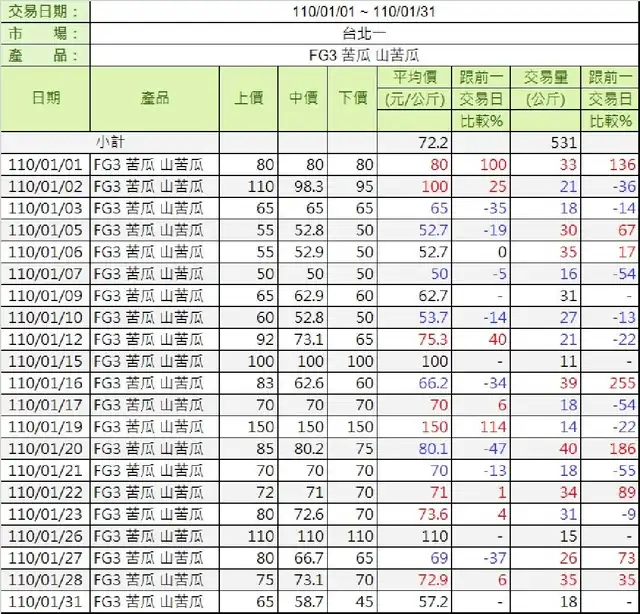 交易日期： 110/01/01 ~ 110/01/31
市　場： 台北一
產　品： FG3 苦瓜 山苦瓜
日期 產品 上價 中價 下價 平均價 (元/公斤) 跟前一 交易日 比較% 交易量 (公斤) 跟前一 交易日 比較%
小計 72.2 531
110/01/01 FG3 苦瓜 山苦瓜 80 80 80 80 100 33 136
110/01/02 FG3 苦瓜 山苦瓜 110 98.3 95 100 25 21 -36
110/01/03 FG3 苦瓜 山苦瓜 65 65 65 65 -35 18 -14
110/01/05 FG3 苦瓜 山苦瓜 55 52.8 50 52.7 -19 30 67
110/01/06 FG3 苦瓜 山苦瓜 55 52.9 50 52.7 0 35 17
110/01/07 FG3 苦瓜 山苦瓜 50 50 50 50 -5 16 -54
110/01/09 FG3 苦瓜 山苦瓜 65 62.9 60 62.7 - 31 -
110/01/10 FG3 苦瓜 山苦瓜 60 52.8 50 53.7 -14 27 -13
110/01/12 FG3 苦瓜 山苦瓜 92 73.1 65 75.3 40 21 -22
110/01/15 FG3 苦瓜 山苦瓜 100 100 100 100 - 11 -
110/01/16 FG3 苦瓜 山苦瓜 83 62.6 60 66.2 -34 39 255
110/01/17 FG3 苦瓜 山苦瓜 70 70 70 70 6 18 -54
110/01/19 FG3 苦瓜 山苦瓜 150 150 150 150 114 14 -22
110/01/20 FG3 苦瓜 山苦瓜 85 80.2 75 80.1 -47 40 186
110/01/21 FG3 苦瓜 山苦瓜 70 70 70 70 -13 18 -55
110/01/22 FG3 苦瓜 山苦瓜 72 71 70 71 1 34 89
110/01/23 FG3 苦瓜 山苦瓜 80 72.6 70 73.6 4 31 -9
110/01/26 FG3 苦瓜 山苦瓜 110 110 110 110 - 15 -
110/01/27 FG3 苦瓜 山苦瓜 80 66.7 65 69 -37 26 73
110/01/28 FG3 苦瓜 山苦瓜 75 73.1 70 72.9 6 35 35
110/01/31 FG3 苦瓜 山苦瓜 65 58.7 45 57.2 - 18 -